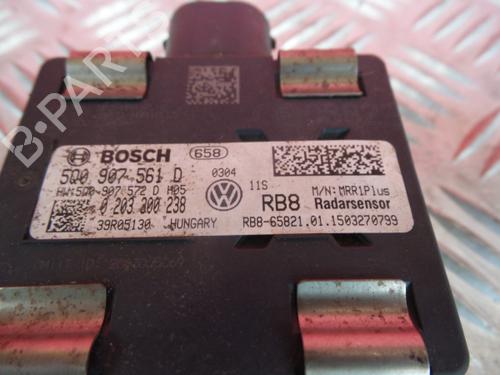 BOSCH 658
5Q0 907 561 D 0304
HW:5Q0 907 572 D H05 11S M/N: MRR1Plus
0 203 300 238 RB8 Radarsensor
39R05130 HUNGARY RB8-65821.01.1503270799
B-PARTS